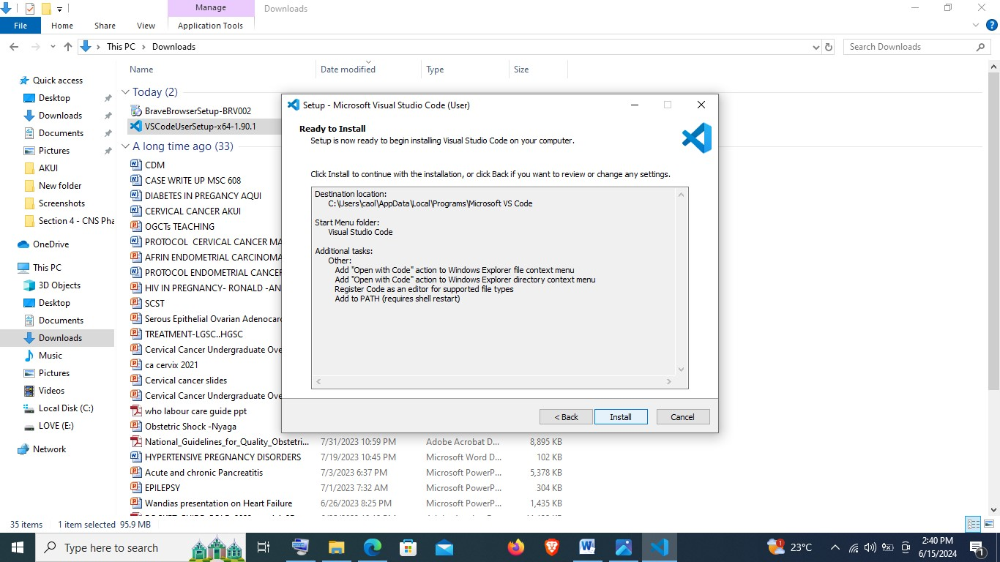 Manage
Downloads
File
Home
Share
View
Application Tools
This PC
Downloads
Search Downloads
Name
Date modified
Type
Size
Quick access
Desktop
Downloads
Documents
Pictures
AKUI
New folder
Screenshots
Section 4 - CNS Pha
OneDrive
This PC
3D Objects
Desktop
Documents
Downloads
Music
Pictures
Videos
Local Disk (C:)
LOVE (E:)
Network
Today (2)
BraveBrowserSetup-BRV002
VSCodeUserSetup-x64-1.90.1
A long time ago (33)
CDM
CASE WRITE UP MSC 608
DIABETES IN PREGANCY AQUI
CERVICAL CANCER AKUI
OGCTs TEACHING
PROTOCOL CERVICAL CANCER MA
AFRIN ENDOMETRIAL CARCINOMA
PROTOCOL ENDOMETRIAL CANCER
HIV IN PREGNANCY- RONALD -AN
SCST
Serous Epithelial Ovarian Adenocar
TREATMENT-LGSC..HGSC
Cervical Cancer Undergraduate Ove
ca cervix 2021
Cervical cancer slides
Cervical Cancer Undergraduate Ove
who labour care guide ppt
Obstetric Shock -Nyaga
National_Guidelines_for_Quality_Obstetri... 7/31/2023 10:59 PM Adobe Acrobat D... 8,895 KB
HYPERTENSIVE PREGNANCY DISORDERS 7/19/2023 10:45 PM Microsoft Word D... 102 KB
Acute and chronic Pancreatitis 7/3/2023 6:37 PM Microsoft PowerP... 5,378 KB
EPILEPSY 7/1/2023 7:32 AM Microsoft PowerP... 304 KB
Wandias presentation on Heart Failure 6/26/2023 8:25 PM Microsoft PowerP... 1,435 KB
Setup - Microsoft Visual Studio Code (User)
Ready to Install
Setup is now ready to begin installing Visual Studio Code on your computer.
Click Install to continue with the installation, or click Back if you want to review or change any settings.
Destination location:
C:\Users\caol\AppData\Local\Programs\Microsoft VS Code
Start Menu folder:
Visual Studio Code
Additional tasks:
Other:
Add "Open with Code" action to Windows Explorer file context menu
Add "Open with Code" action to Windows Explorer directory context menu
Register Code as an editor for supported file types
Add to PATH (requires shell restart)
< Back
Install
Cancel
35 items 1 item selected 95.9 MB
Type here to search
23°C
2:40 PM
6/15/2024
1
1